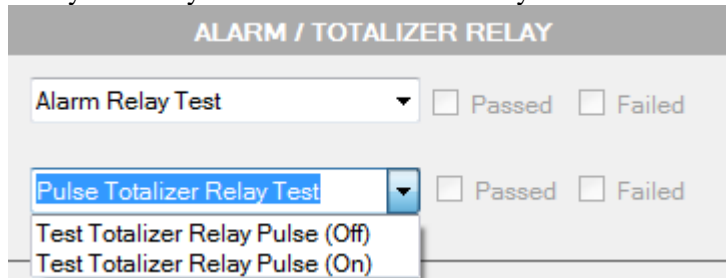 ALARM / TOTALIZER RELAY
Alarm Relay Test Passed Failed
Pulse Totalizer Relay Test Passed Failed
Test Totalizer Relay Pulse (Off)
Test Totalizer Relay Pulse (On)